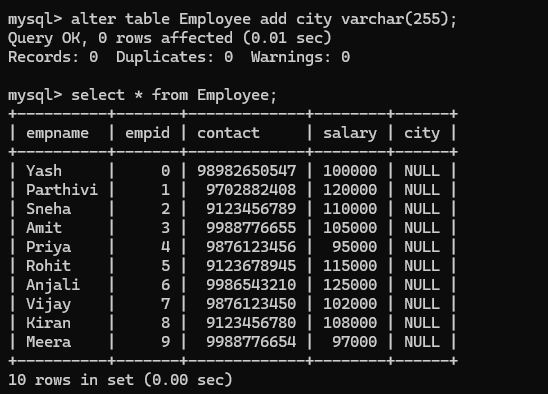 mysql> alter table Employee add city varchar(255);
Query OK, 0 rows affected (0.01 sec)
Records: 0  Duplicates: 0  Warnings: 0

mysql> select * from Employee;
+----------+-------+-------------+--------+------+
| empname  | empid | contact     | salary | city |
+----------+-------+-------------+--------+------+
| Yash     |     0 | 98982650547 | 100000 | NULL |
| Parthivi |     1 |  9702882408 | 120000 | NULL |
| Sneha    |     2 |  9123456789 | 110000 | NULL |
| Amit     |     3 |  9988776655 | 105000 | NULL |
| Priya    |     4 |  9876123456 |  95000 | NULL |
| Rohit    |     5 |  9123678945 | 115000 | NULL |
| Anjali   |     6 |  9986543210 | 125000 | NULL |
| Vijay    |     7 |  9876123450 | 102000 | NULL |
| Kiran    |     8 |  9123456780 | 108000 | NULL |
| Meera    |     9 |  9988776654 |  97000 | NULL |
+----------+-------+-------------+--------+------+
10 rows in set (0.00 sec)